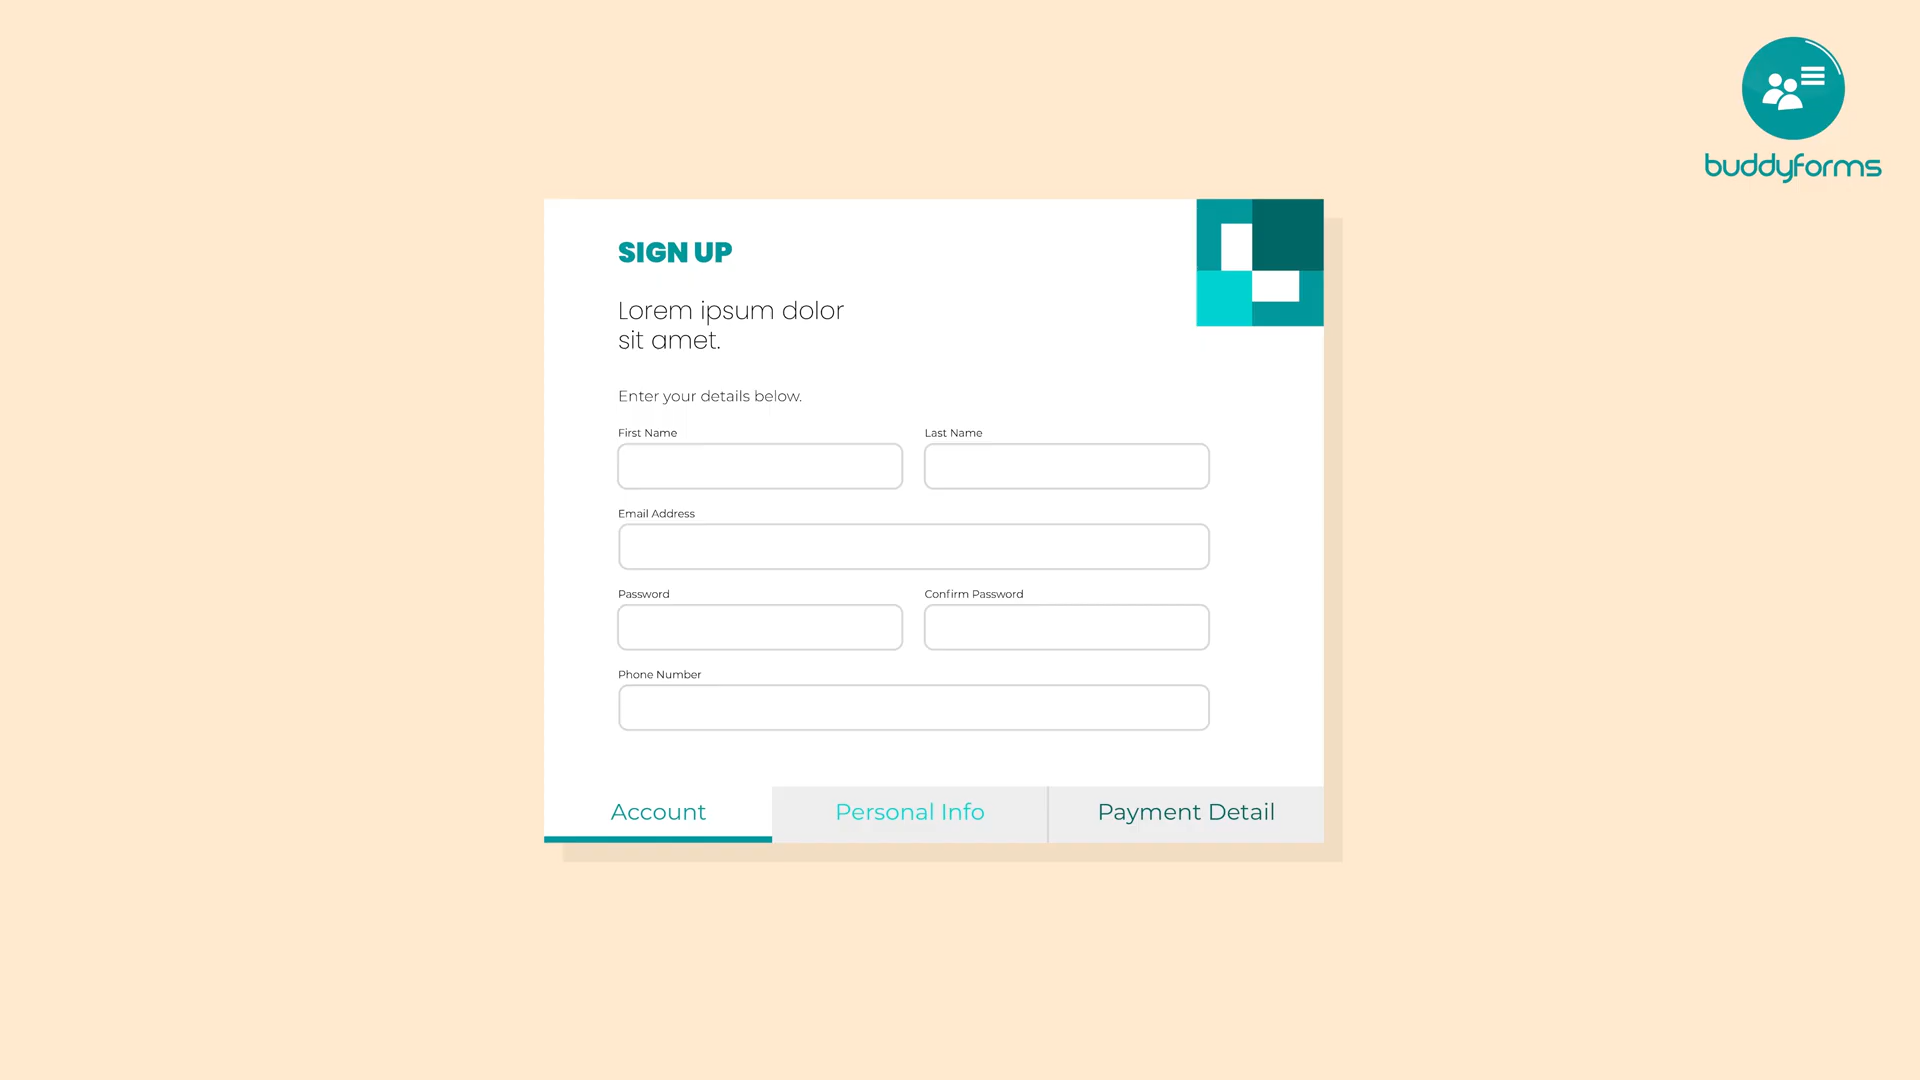 buddyforms
SIGN UP
Lorem ipsum dolor
sit amet.
Enter your details below.
First Name
Last Name
Email Address
Password
Confirm Password
Phone Number
Account
Personal Info
Payment Detail